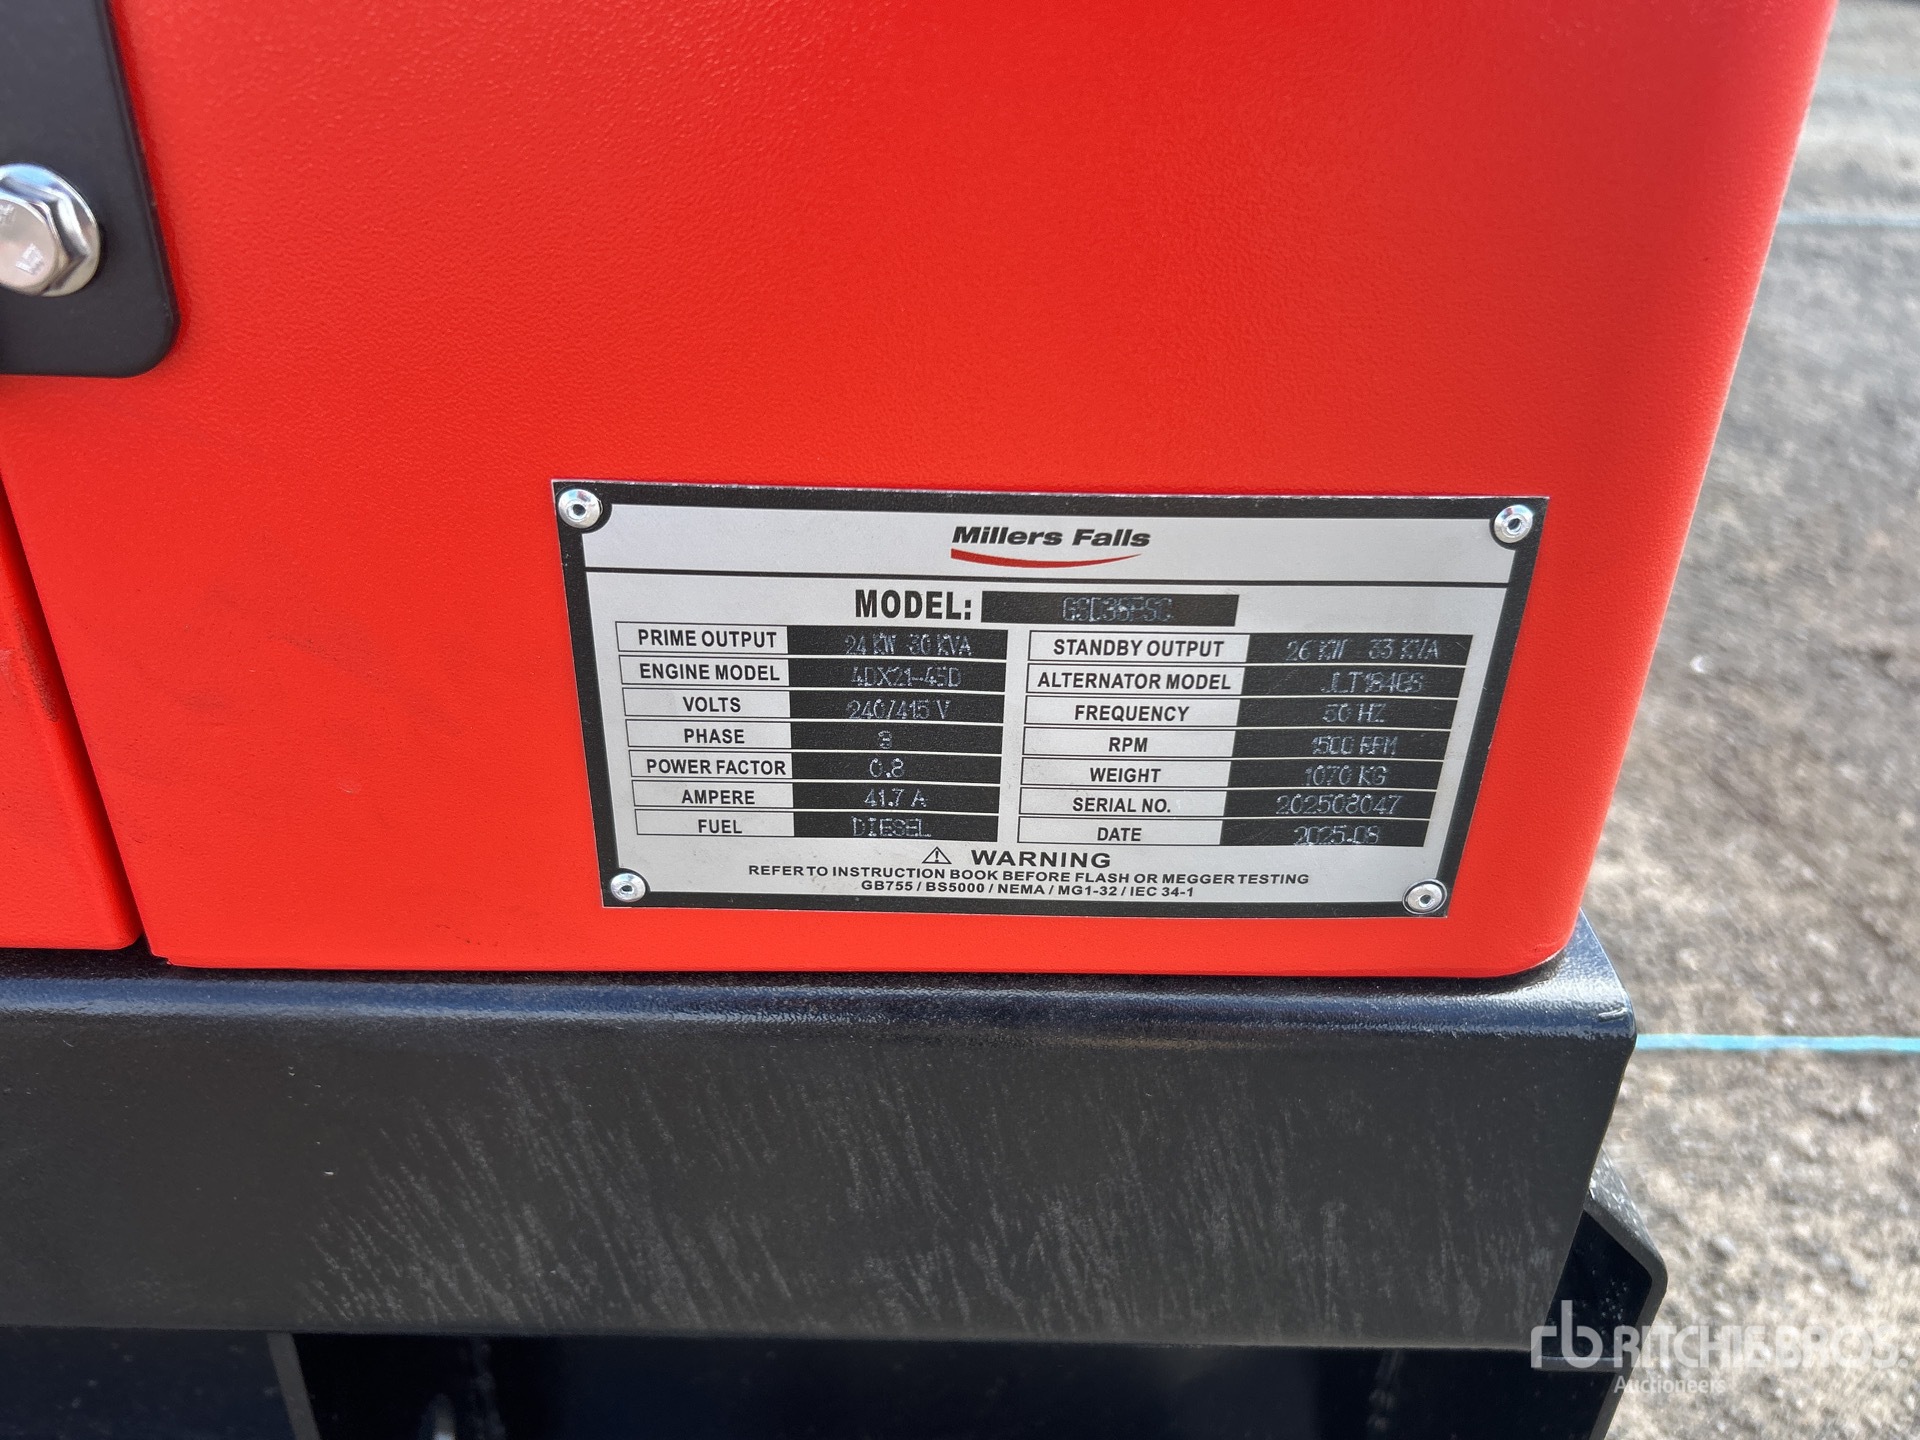 Millers Falls
MODEL:
PRIME OUTPUT 24 KW 30 KVA STANDBY OUTPUT 26 KW 33 KVA
ENGINE MODEL 4DX21-45D ALTERNATOR MODEL JLT184GS
VOLTS 240/415 V FREQUENCY 50 HZ
PHASE 3 RPM 1500 RPM
POWER FACTOR 0.8 WEIGHT 1070 KG
AMPERE 41.7 A SERIAL NO. 202508047
FUEL DIESEL DATE 2025-08
WARNING
REFER TO INSTRUCTION BOOK BEFORE FLASH OR MEGGER TESTING
GB755 / BS5000 / NEMA / MG1-32 / IEC 34-1
rb RITCHIE BROS.
Auctioneers